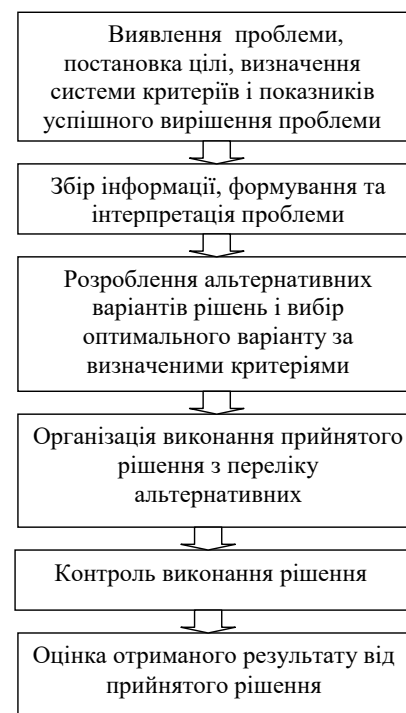 Виявлення проблеми,
постановка цілі, визначення
системи критеріїв і показників
успішного вирішення проблеми
Збір інформації, формування та
інтерпретація проблеми
Розроблення альтернативних
варіантів рішень і вибір
оптимального варіанту за
визначеними критеріями
Організація виконання прийнятого
рішення з переліку
альтернативних
Контроль виконання рішення
Оцінка отриманого результату від
прийнятого рішення